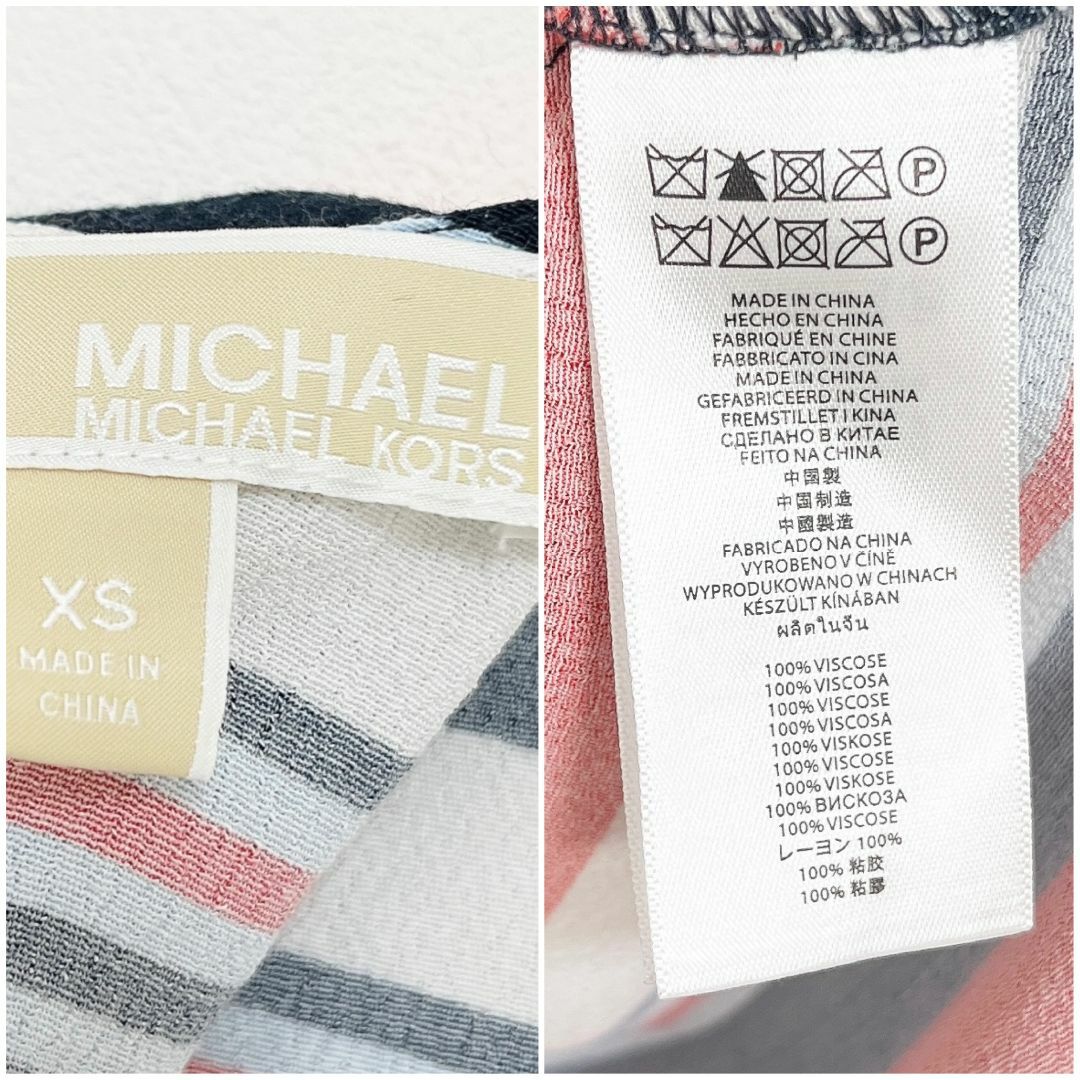 MICHAEL
MICHAEL KORS
XS
MADE IN
CHINA
P
P
MADE IN CHINA
HECHO EN CHINA
FABRIQUÉ EN CHINE
FABBRICATO IN CINA
MADE IN CHINA
GEFABRICEERD IN CHINA
FREMSTILLET I KINA
СДЕЛАНО В КИТАЕ
FEITO NA CHINA
中国製
中国制造
中國製造
FABRICADO NA CHINA
VYROBENO V ČÍNĚ
WYPRODUKOWANO W CHINACH
KÉSZÜLT KÍNÁBAN
ผลิตในจีน
100% VISCOSE
100% VISCOSA
100% VISCOSE
100% VISCOSA
100% VISKOSE
100% VISCOSE
100% VISKOSE
100% ВИСКОЗА
100% VISCOSE
レーヨン 100%
100% 粘胶
100% 粘膠